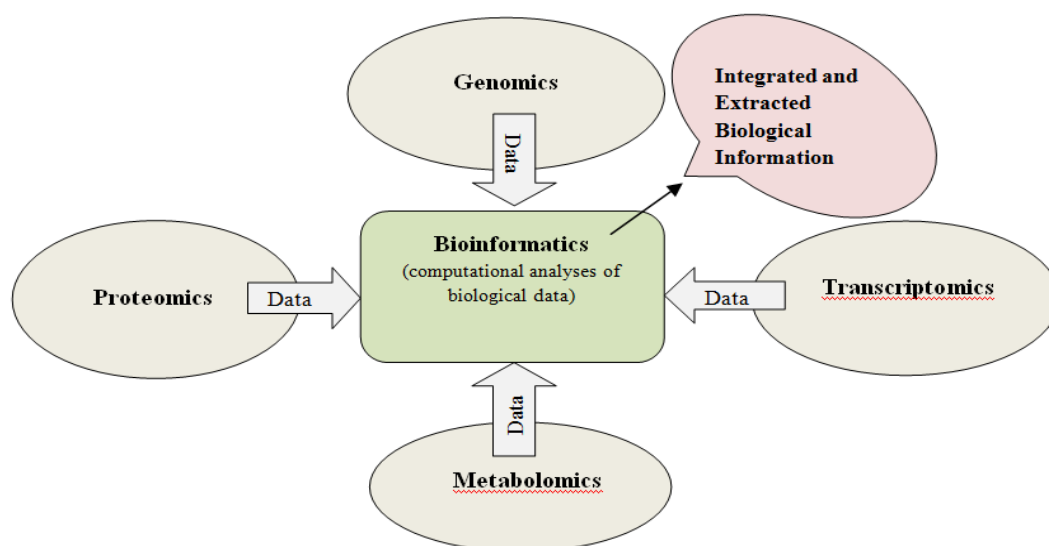 Genomics
Data
Integrated and
Extracted
Biological
Information
Bioinformatics
(computational analyses of
biological data)
Proteomics
Data
Data
Transcriptomics
Data
Metabolomics